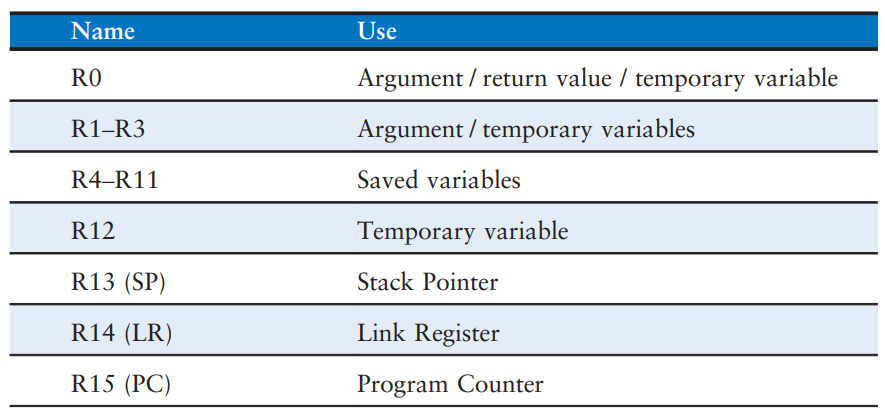 Name Use
R0 Argument / return value / temporary variable
R1–R3 Argument / temporary variables
R4–R11 Saved variables
R12 Temporary variable
R13 (SP) Stack Pointer
R14 (LR) Link Register
R15 (PC) Program Counter